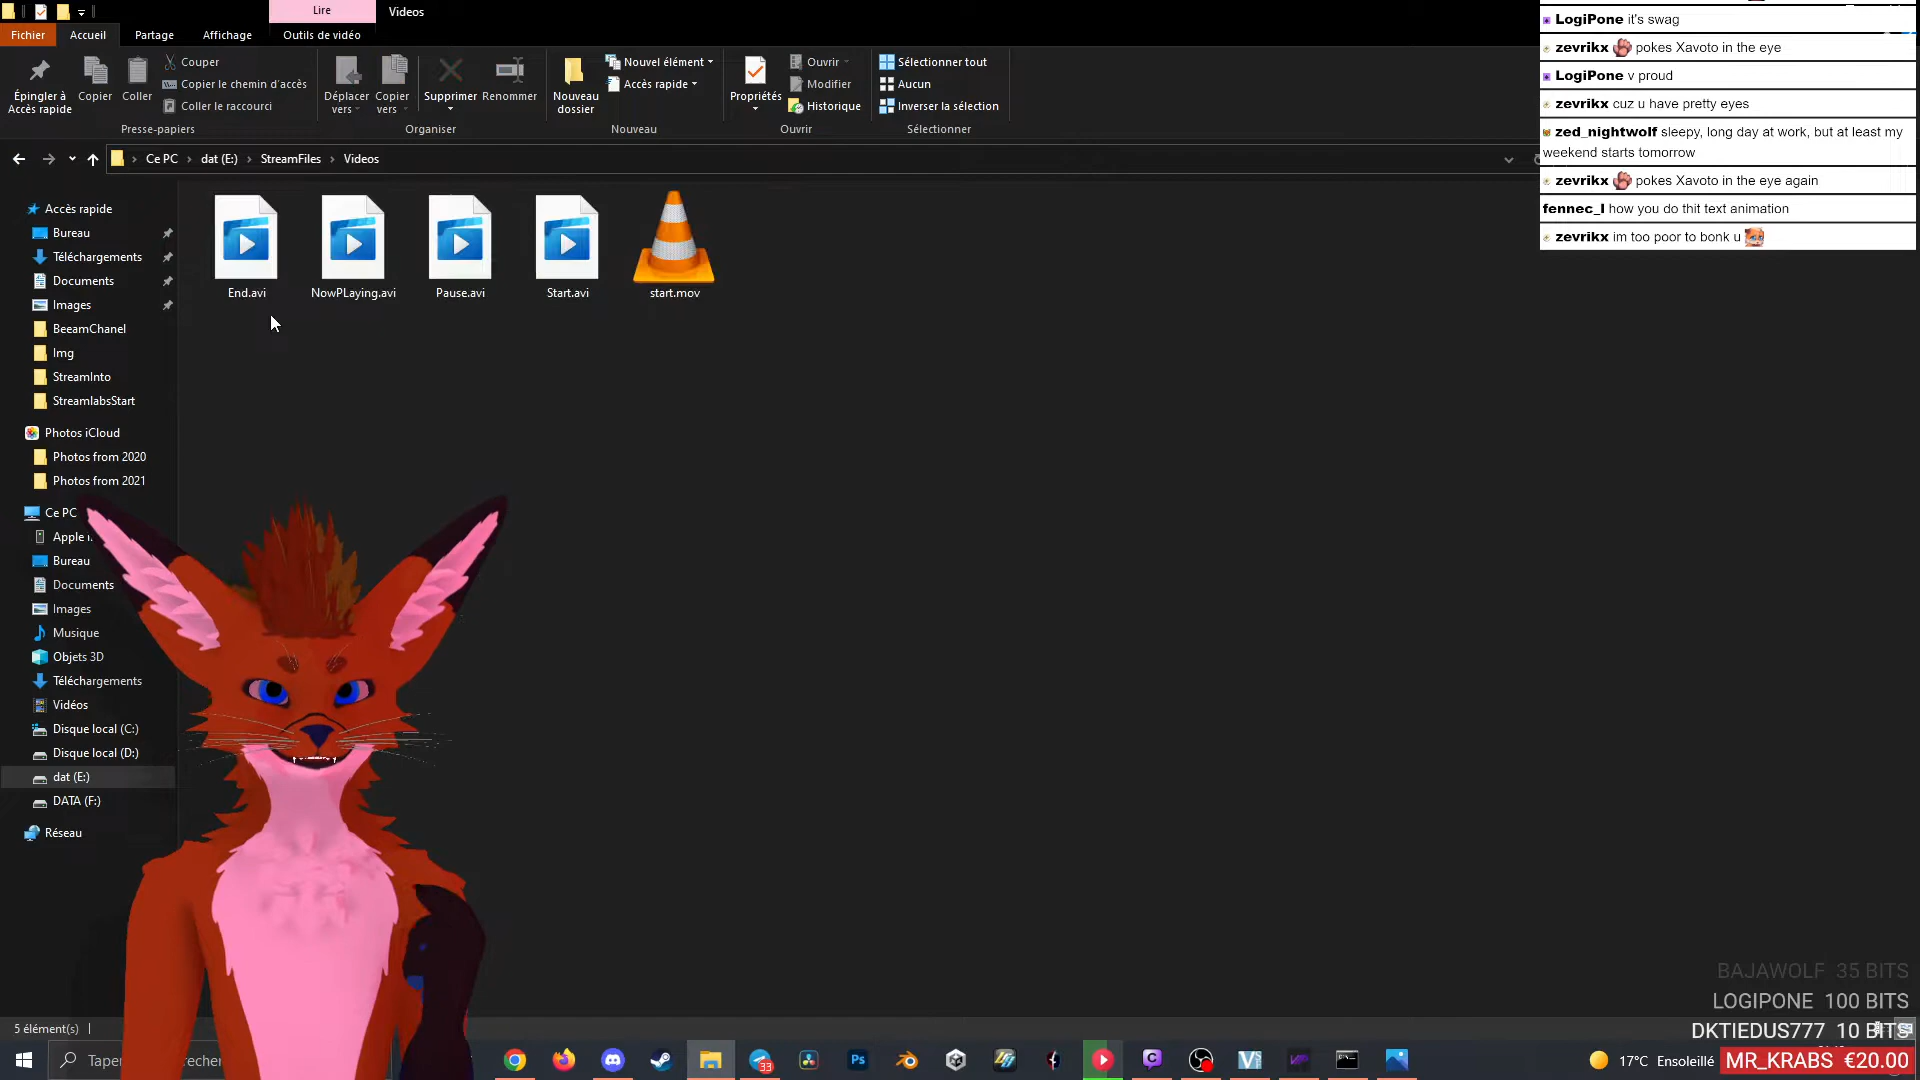 Lire
Videos
Fichier
Accueil
Partage
Affichage
Outils de vidéo
Épingler à
Accès rapide
Copier
Coller
Couper
Copier le chemin d'accès
Coller le raccourci
Presse-papiers
Déplacer
vers
Copier
vers
Supprimer
Renommer
Organiser
Nouveau
dossier
Nouvel élément
Accès rapide
Nouveau
Propriétés
Ouvrir
Modifier
Historique
Ouvrir
Sélectionner tout
Aucun
Inverser la sélection
Sélectionner
Ce PC
dat (E:)
StreamFiles
Videos
Accès rapide
Bureau
Téléchargements
Documents
Images
BeeamChanel
Img
StreamInto
StreamlabsStart
Photos iCloud
Photos from 2020
Photos from 2021
Ce PC
Apple
Bureau
Documents
Images
Musique
Objets 3D
Téléchargements
Vidéos
Disque local (C:)
Disque local (D:)
dat (E:)
DATA (F:)
Réseau
End.avi
NowPLaying.avi
Pause.avi
Start.avi
start.mov
LogiPone it's swag
zevrikx pokes Xavoto in the eye
LogiPone v proud
zevrikx cuz u have pretty eyes
zed_nightwolf sleepy, long day at work, but at least my
weekend starts tomorrow
zevrikx pokes Xavoto in the eye again
fennec_l how you do thit text animation
zevrikx im too poor to bonk u
BAJAWOLF 35 BITS
LOGIPONE 100 BITS
DKTIEDUS777 10 BITS
MR_KRABS €20.00
5 élément(s)
33
Ps
17°C Ensoleillé